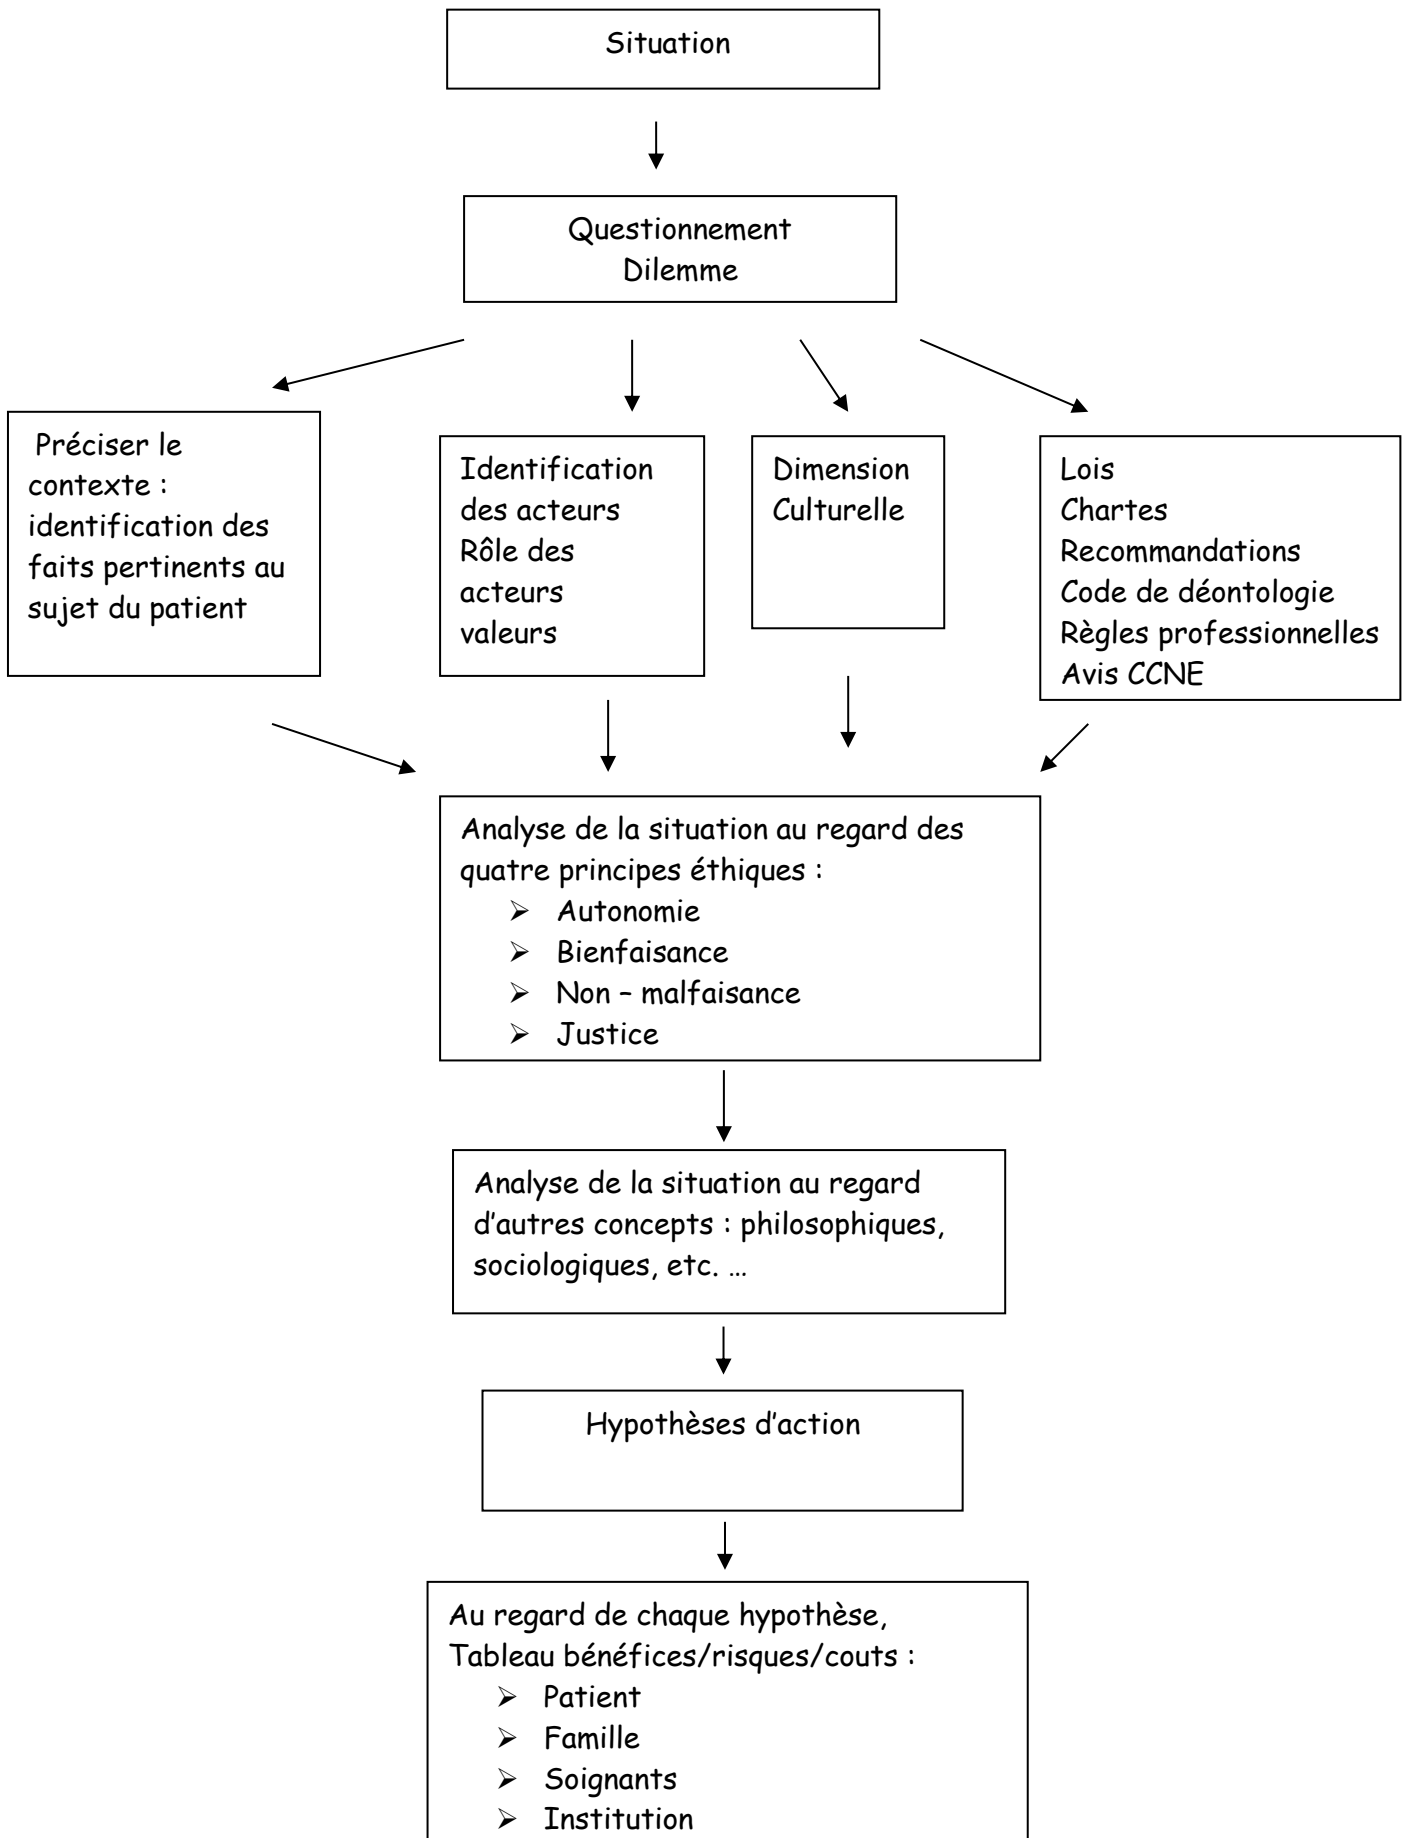 Situation
Questionnement
Dilemme
Préciser le
contexte :
identification des
faits pertinents au
sujet du patient
Identification
des acteurs
Rôle des
acteurs
valeurs
Dimension
Culturelle
Lois
Chartes
Recommandations
Code de déontologie
Règles professionnelles
Avis CCNE
Analyse de la situation au regard des
quatre principes éthiques :
➢ Autonomie
➢ Bienfaisance
➢ Non – malfaisance
➢ Justice
Analyse de la situation au regard
d’autres concepts : philosophiques,
sociologiques, etc. …
Hypothèses d’action
Au regard de chaque hypothèse,
Tableau bénéfices/risques/couts :
➢ Patient
➢ Famille
➢ Soignants
➢ Institution